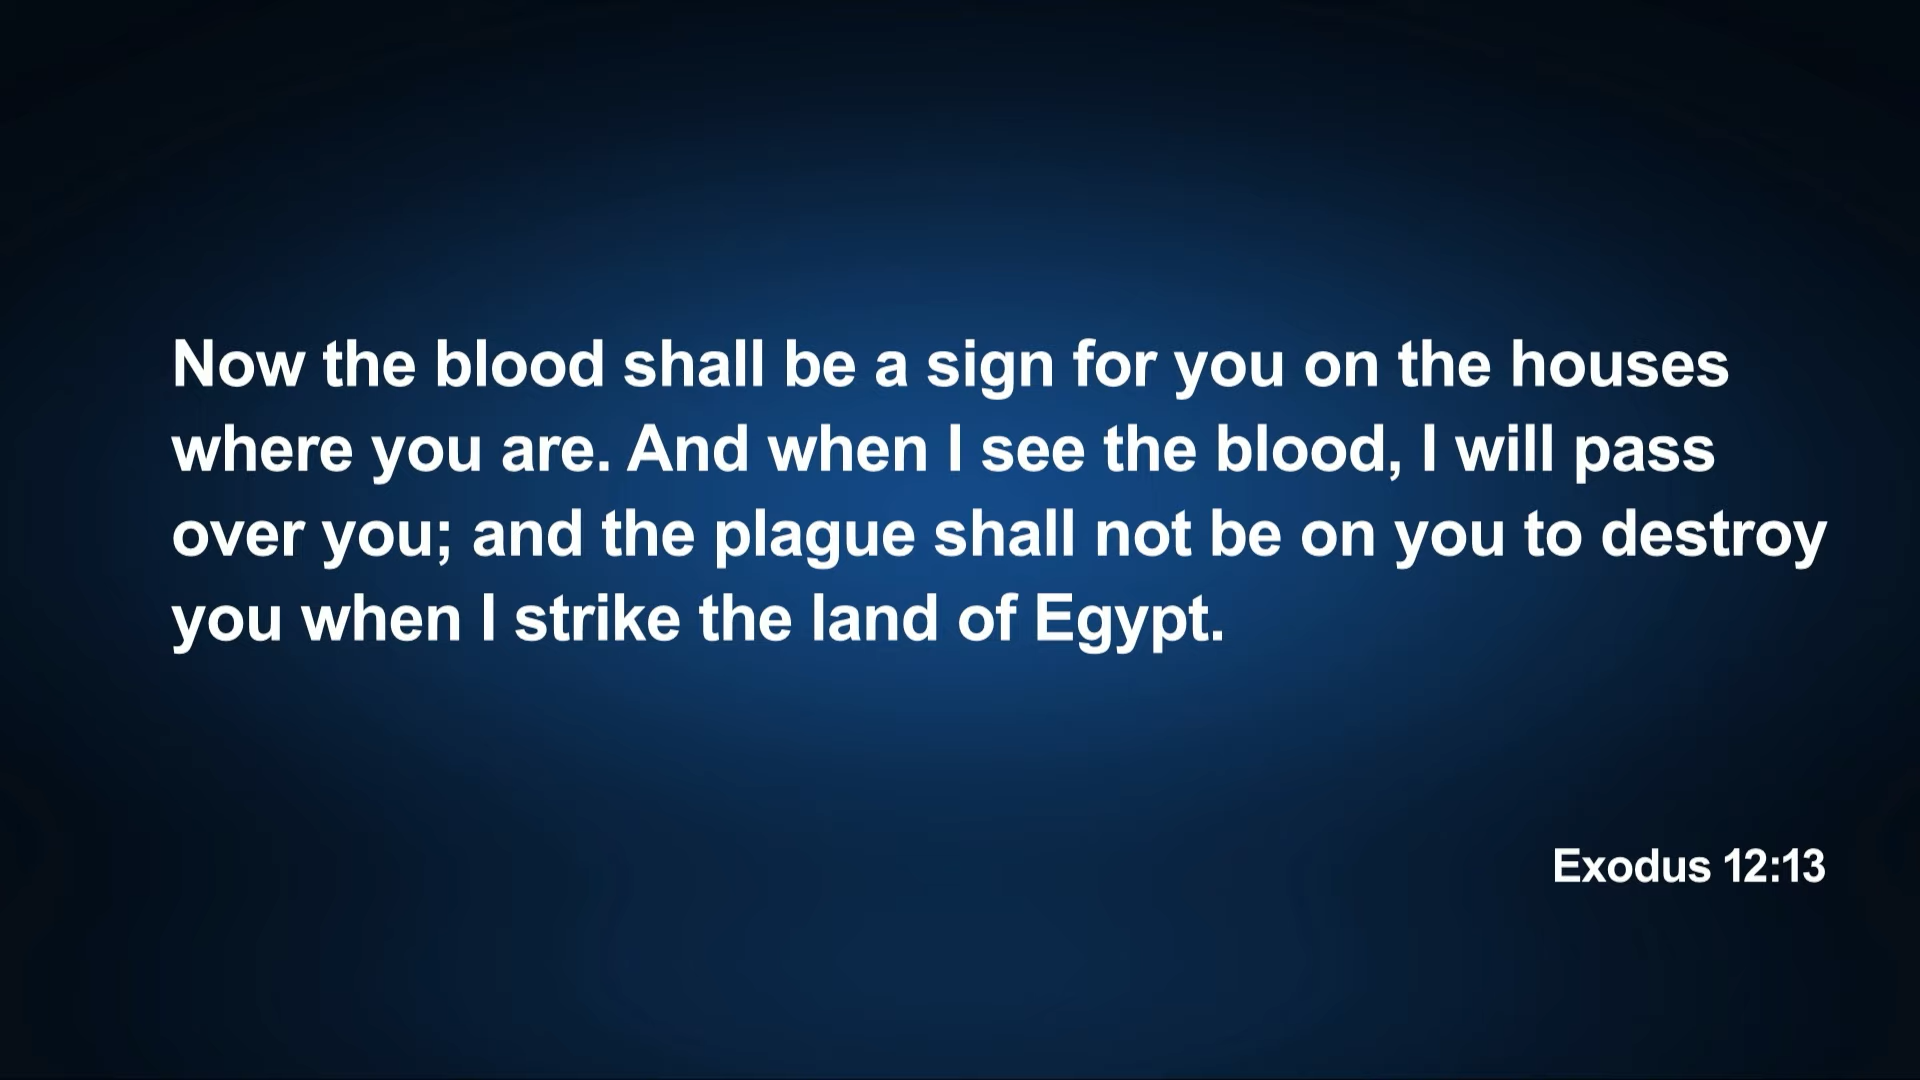 Now the blood shall be a sign for you on the houses
where you are. And when I see the blood, I will pass
over you; and the plague shall not be on you to destroy
you when I strike the land of Egypt.
Exodus 12:13